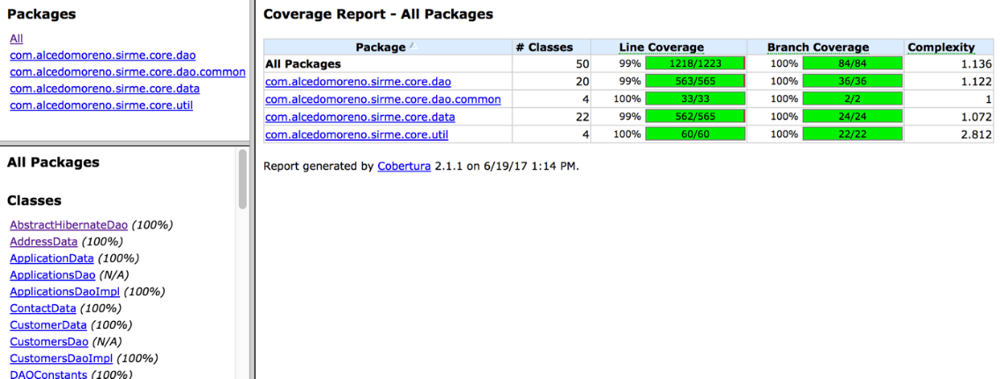 Packages
All
com.alcedomoreno.sirme.core.dao
com.alcedomoreno.sirme.core.dao.common
com.alcedomoreno.sirme.core.data
com.alcedomoreno.sirme.core.util
All Packages
Classes
AbstractHibernateDao (100%)
AddressData (100%)
ApplicationData (100%)
ApplicationsDao (N/A)
ApplicationsDaoImpl (100%)
ContactData (100%)
CustomerData (100%)
CustomersDao (N/A)
CustomersDaoImpl (100%)
DAOConstants (100%)
Coverage Report - All Packages
Package # Classes Line Coverage Branch Coverage Complexity
All Packages 50 99% 1218/1223 100% 84/84 1.136
com.alcedomoreno.sirme.core.dao 20 99% 563/565 100% 36/36 1.122
com.alcedomoreno.sirme.core.dao.common 4 100% 33/33 100% 2/2 1
com.alcedomoreno.sirme.core.data 22 99% 562/565 100% 24/24 1.072
com.alcedomoreno.sirme.core.util 4 100% 60/60 100% 22/22 2.812
Report generated by Cobertura 2.1.1 on 6/19/17 1:14 PM.